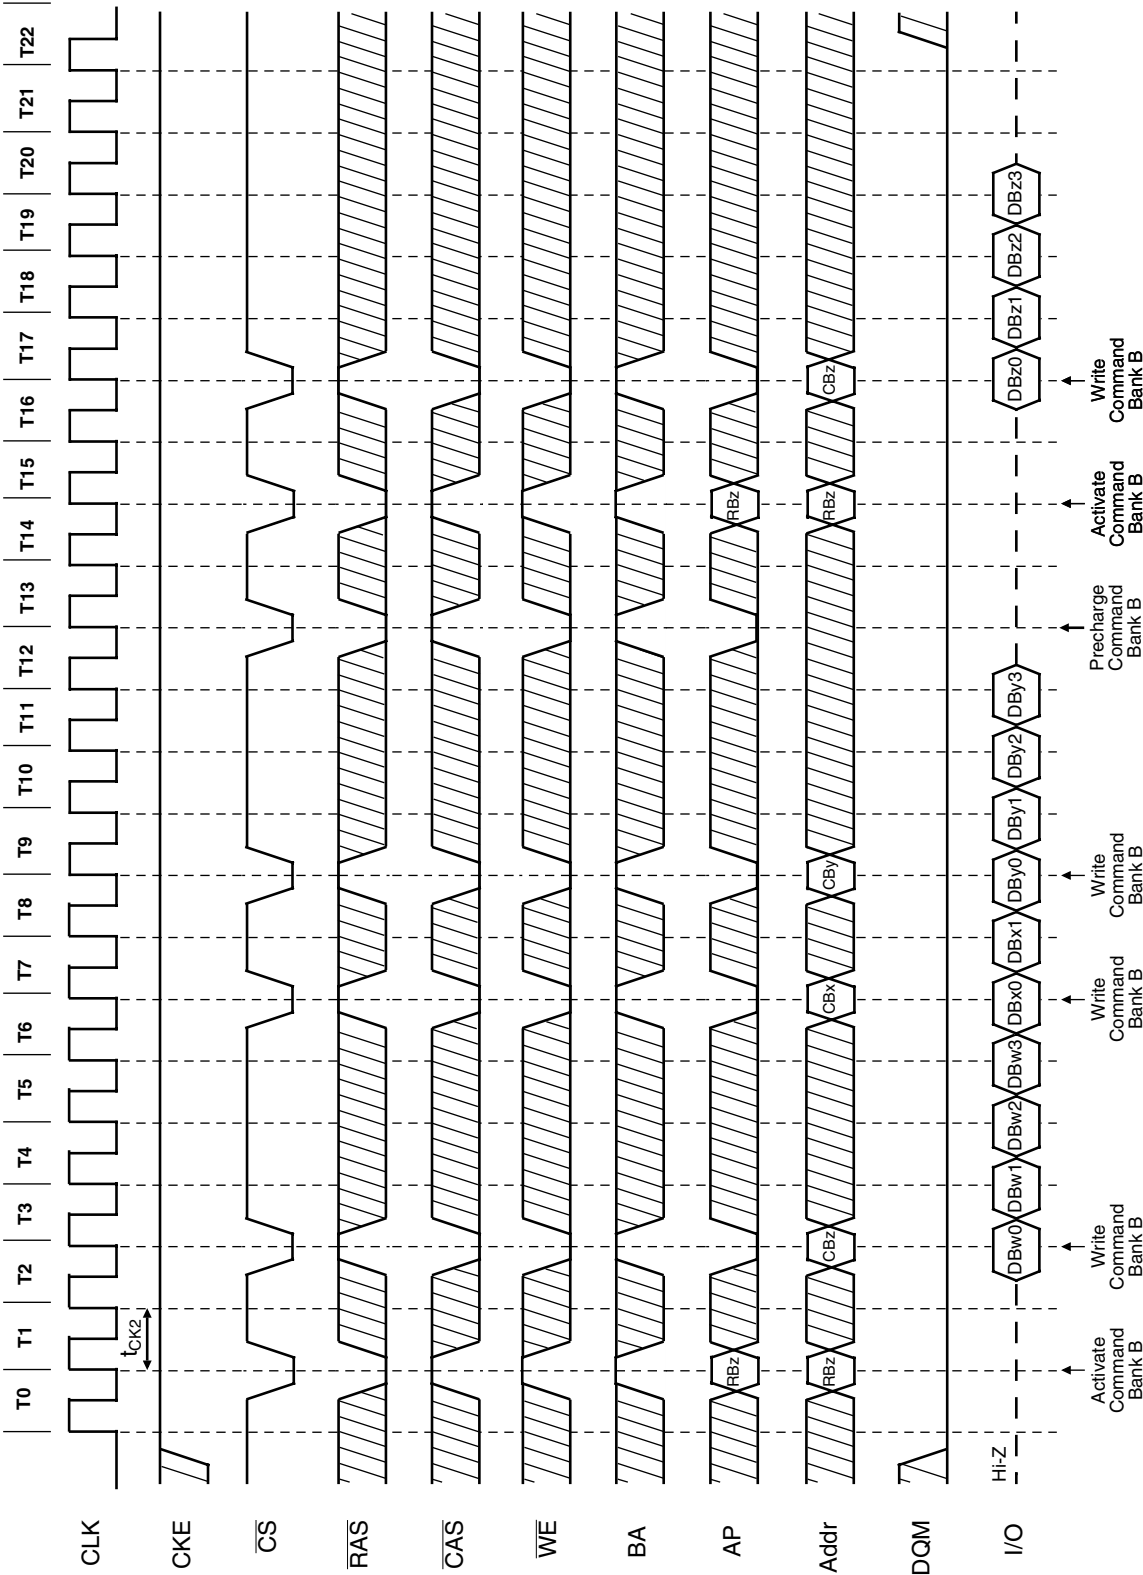 T0 T1 T2 T3 T4 T5 T6 T7 T8 T9 T10 T11 T12 T13 T14 T15 T16 T17 T18 T19 T20 T21 T22
CLK
tCK2
CKE
CS
RAS
CAS
WE
BA
AP
RBz RBz
Addr
RBz CBz CBx CBy RBz CBz
DQM
I/O
Hi-Z
DBw0 DBw1 DBw2 DBw3 DBx0 DBx1 DBy0 DBy1 DBy2 DBy3 DBz0 DBz1 DBz2 DBz3
Activate
Command
Bank B
Write
Command
Bank B
Write
Command
Bank B
Write
Command
Bank B
Precharge
Command
Bank B
Activate
Command
Bank B
Write
Command
Bank B